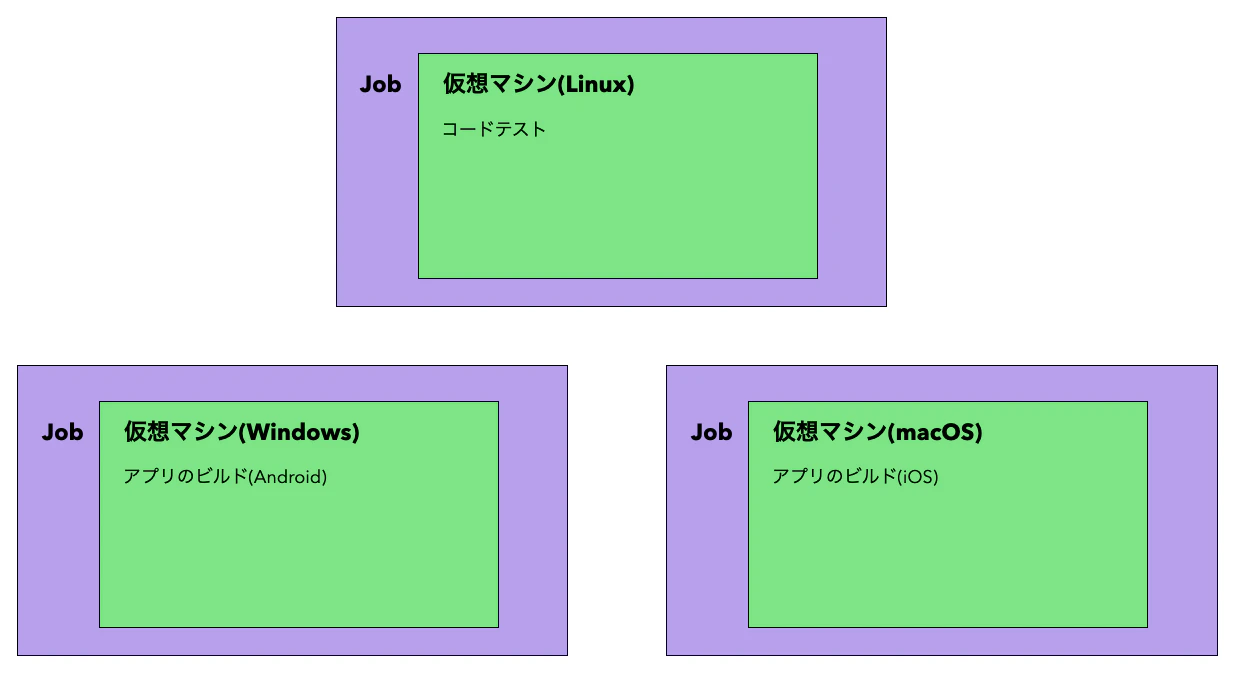 Job
仮想マシン(Linux)
コードテスト
Job
仮想マシン(Windows)
アプリのビルド(Android)
Job
仮想マシン(macOS)
アプリのビルド(iOS)